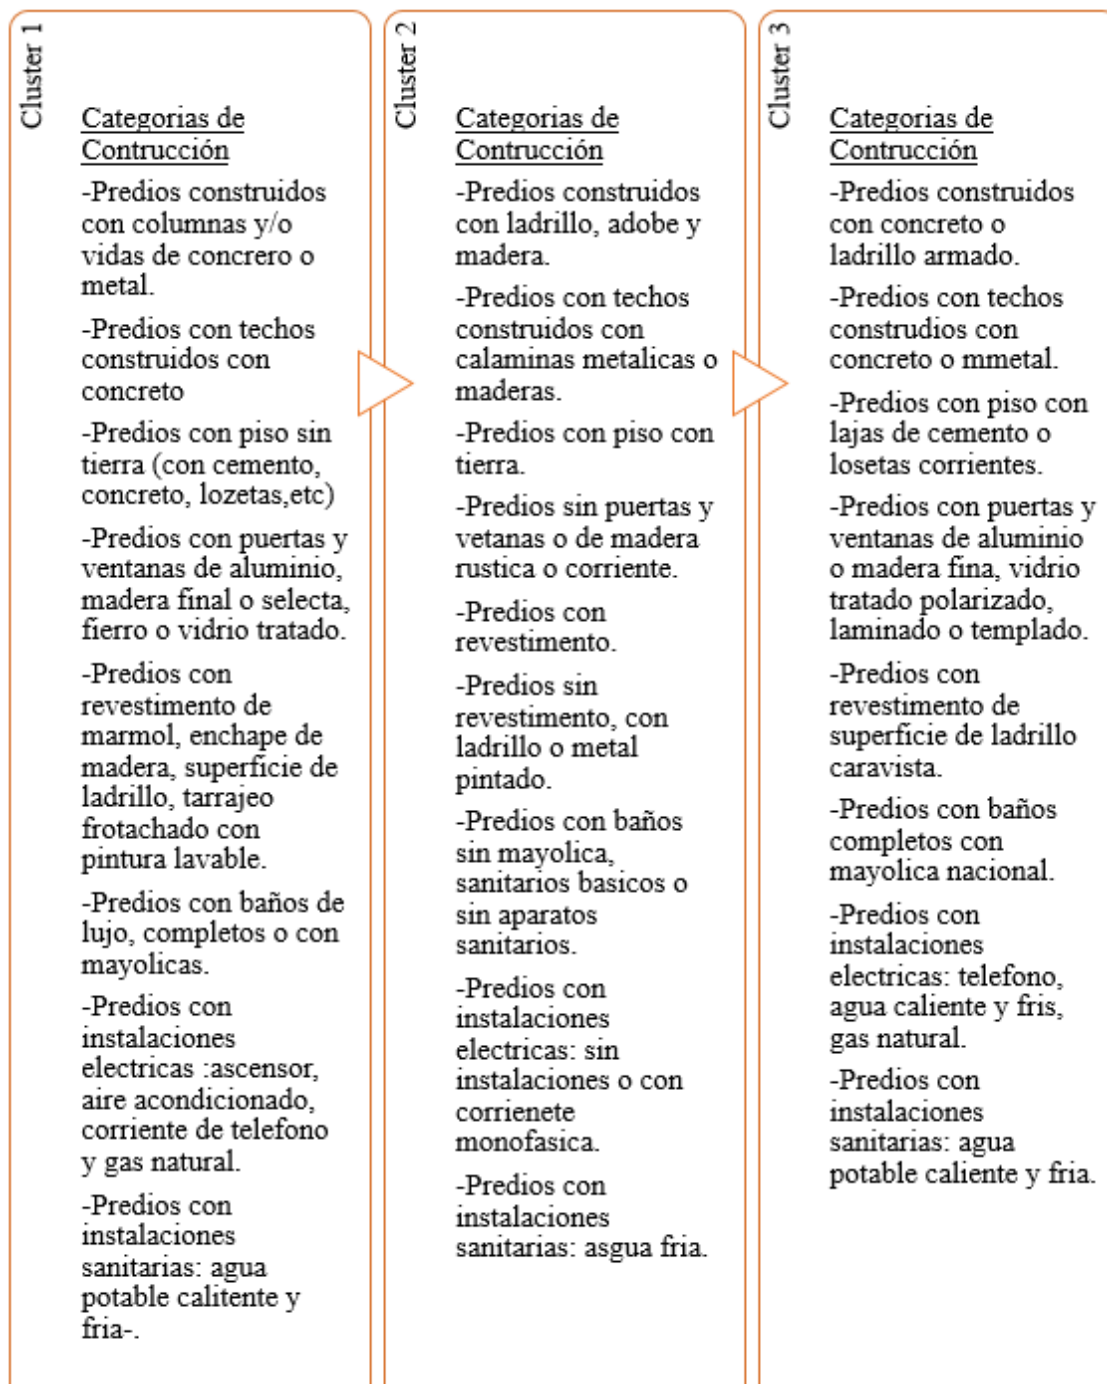 Cluster 1
Categorias de
Contrucción
-Predios construidos
con columnas y/o
vidas de concrero o
metal.
-Predios con techos
construidos con
concreto
-Predios con piso sin
tierra (con cemento,
concreto, lozetas,etc)
-Predios con puertas y
ventanas de aluminio,
madera final o selecta,
fierro o vidrio tratado.
-Predios con
revestimento de
marmol, enchape de
madera, superficie de
ladrillo, tarrajeo
frotachado con
pintura lavable.
-Predios con baños de
lujo, completos o con
mayolicas.
-Predios con
instalaciones
electricas :ascensor,
aire acondicionado,
corriente de telefono
y gas natural.
-Predios con
instalaciones
sanitarias: agua
potable calitente y
fria-.
Cluster 2
Categorias de
Contrucción
-Predios construidos
con ladrillo, adobe y
madera.
-Predios con techos
construidos con
calaminas metalicas o
maderas.
-Predios con piso con
tierra.
-Predios sin puertas y
vetanas o de madera
rustica o corriente.
-Predios con
revestimento.
-Predios sin
revestimento, con
ladrillo o metal
pintado.
-Predios con baños
sin mayolica,
sanitarios basicos o
sin aparatos
sanitarios.
-Predios con
instalaciones
electricas: sin
instalaciones o con
corrienete
monofasica.
-Predios con
instalaciones
sanitarias: asgua fria.
Cluster 3
Categorias de
Contrucción
-Predios construidos
con concreto o
ladrillo armado.
-Predios con techos
construdios con
concreto o mmetal.
-Predios con piso con
lajas de cemento o
losetas corrientes.
-Predios con puertas y
ventanas de aluminio
o madera fina, vidrio
tratado polarizado,
laminado o templado.
-Predios con
revestimento de
superficie de ladrillo
caravista.
-Predios con baños
completos con
mayolica nacional.
-Predios con
instalaciones
electricas: telefono,
agua caliente y fris,
gas natural.
-Predios con
instalaciones
sanitarias: agua
potable caliente y fria.